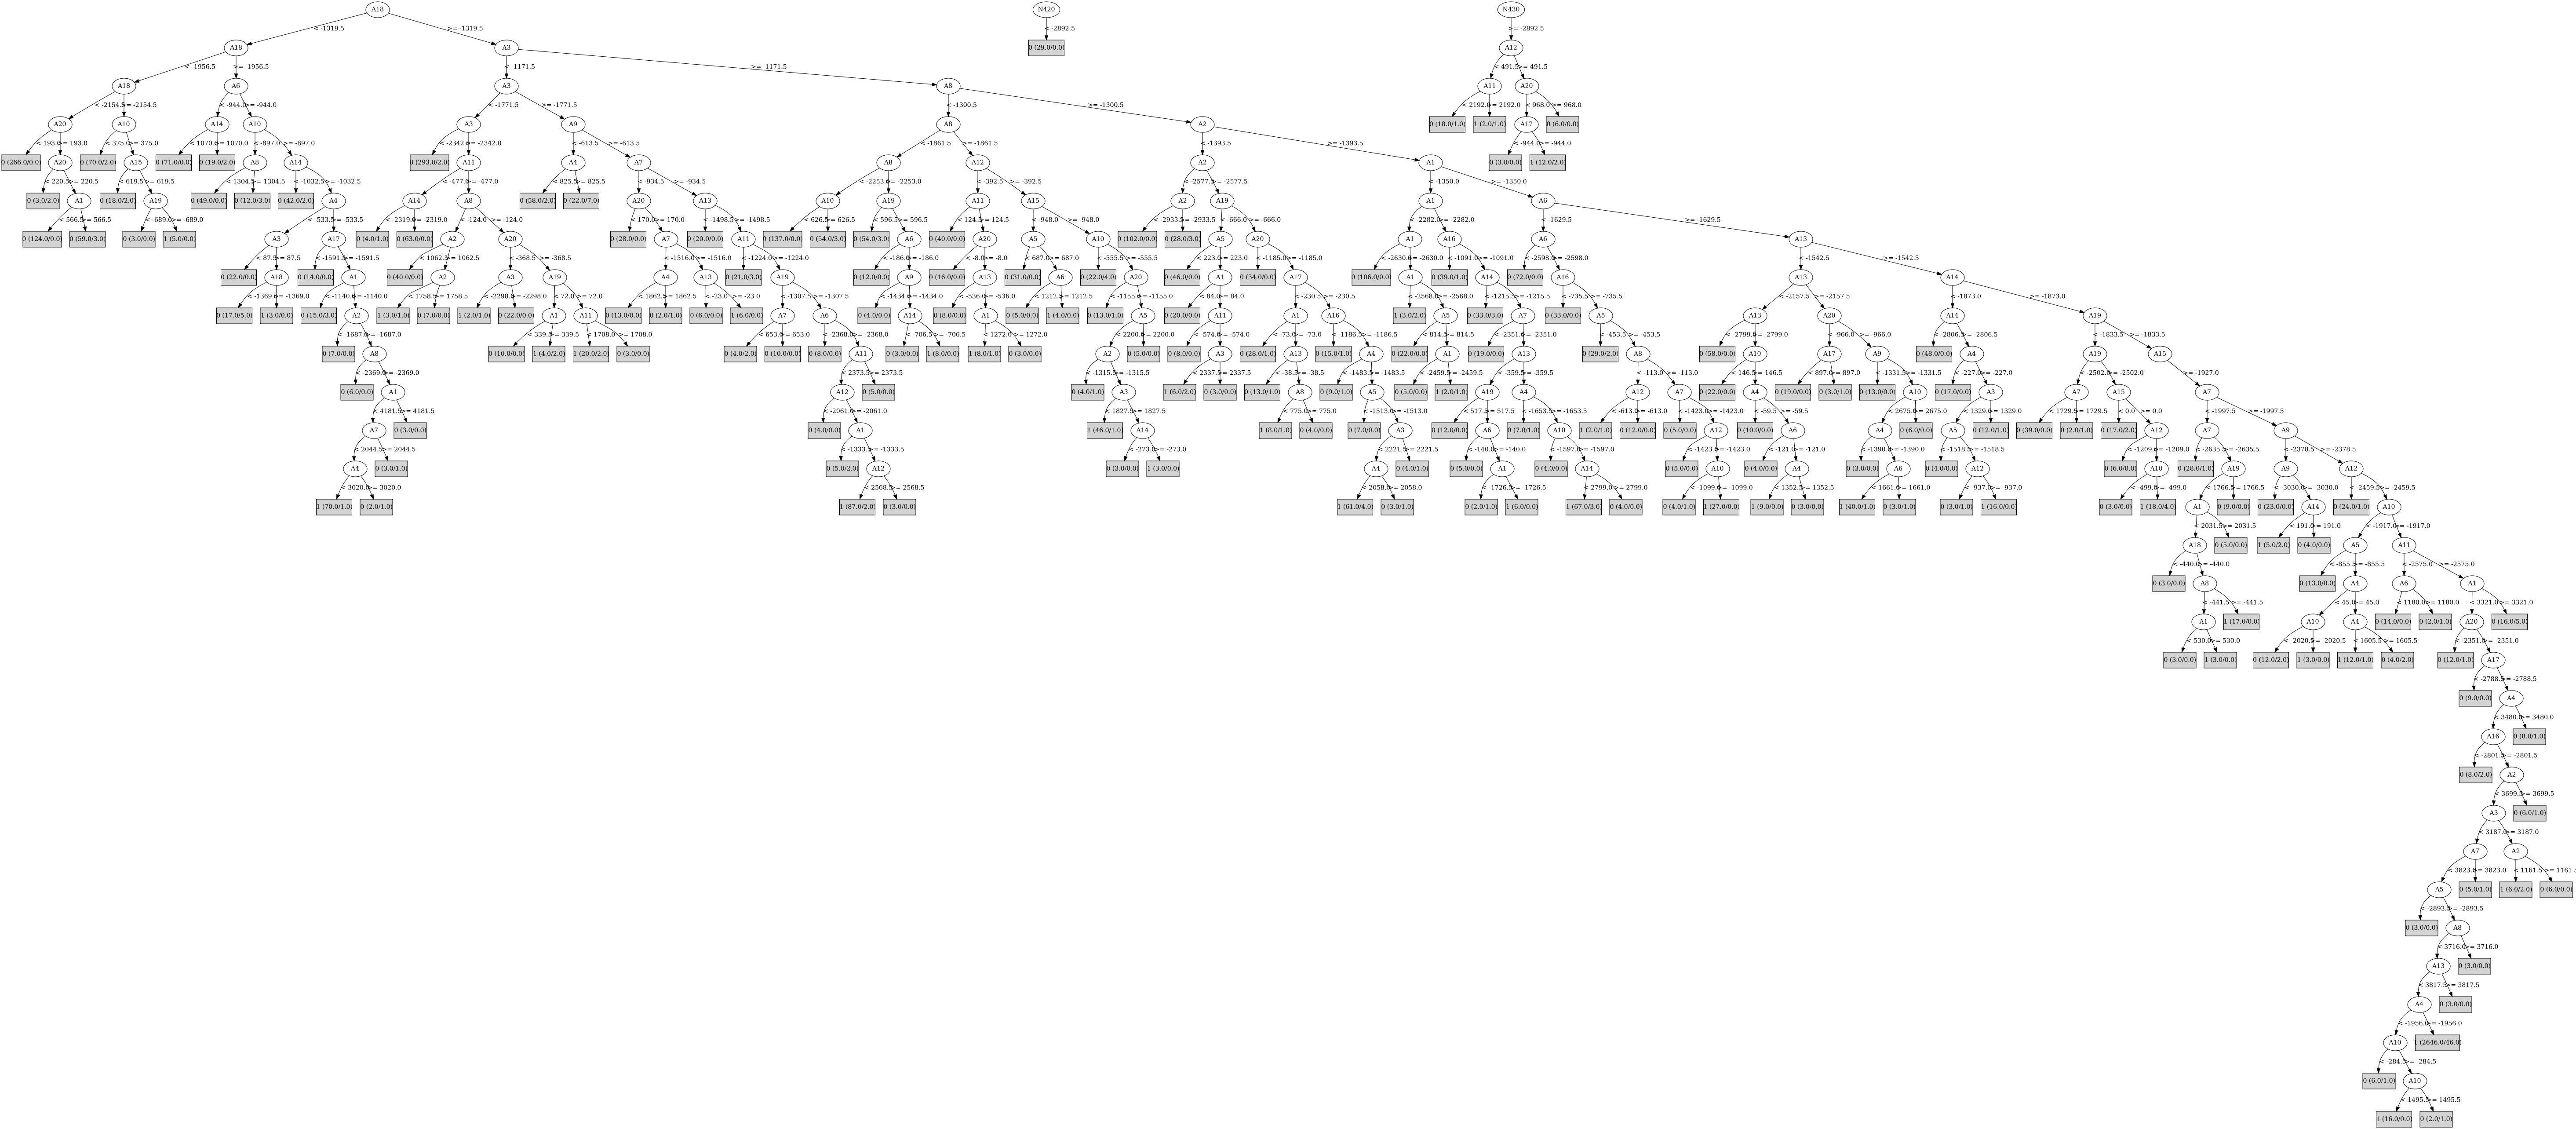 A18 N420 N430
< -1319.5 >= -1319.5 < -2892.5 >= -2892.5
A18 A3 0 (29.0/0.0) A12
< -1956.5 >= -1956.5 < -1171.5 >= -1171.5 < 491.5 >= 491.5
A18 A6 A3 A8 A11 A20
< -2154.5 >= -2154.5 < -944.0 >= -944.0 < -1771.5 >= -1771.5 < -1300.5 >= -1300.5 < 2192.0 >= 2192.0 < 968.0 >= 968.0
A20 A10 A14 A10 A3 A9 A8 A2 0 (18.0/1.0) 1 (2.0/1.0) A17 0 (6.0/0.0)
< 193.0 >= 193.0 < 375.0 >= 375.0 < 1070.0 >= 1070.0 < -897.0 >= -897.0 < -2342.0 >= -2342.0 < -613.5 >= -613.5 < -1861.5 >= -1861.5 < -1393.5 >= -1393.5 < -944.0 >= -944.0
0 (266.0/0.0) A20 0 (70.0/2.0) A15 0 (71.0/0.0) 0 (19.0/2.0) A8 A14 0 (293.0/2.0) A11 A4 A7 A8 A12 A2 A1 0 (3.0/0.0) 1 (12.0/2.0)
< 220.5 >= 220.5 < 619.5 >= 619.5 < 1304.5 >= 1304.5 < -1032.5 >= -1032.5 < -477.0 >= -477.0 < 825.5 >= 825.5 < -934.5 >= -934.5 < -2253.0 >= -2253.0 < -392.5 >= -392.5 < -2577.5 >= -2577.5 < -1350.0 >= -1350.0
0 (3.0/2.0) A1 0 (18.0/2.0) A19 0 (49.0/0.0) 0 (12.0/3.0) 0 (42.0/2.0) A4 A14 A8 0 (58.0/2.0) 0 (22.0/7.0) A20 A13 A10 A19 A11 A15 A2 A19 A1 A6
< 566.5 >= 566.5 < -689.0 >= -689.0 < -533.5 >= -533.5 < -2319.0 >= -2319.0 < -124.0 >= -124.0 < 170.0 >= 170.0 < -1498.5 >= -1498.5 < 626.5 >= 626.5 < 596.5 >= 596.5 < 124.5 >= 124.5 < -948.0 >= -948.0 < -2933.5 >= -2933.5 < -666.0 >= -666.0 < -2282.0 >= -2282.0 < -1629.5 >= -1629.5
0 (124.0/0.0) 0 (59.0/3.0) 0 (3.0/0.0) 1 (5.0/0.0) A3 A17 0 (4.0/1.0) 0 (63.0/0.0) A2 A20 0 (28.0/0.0) A7 0 (20.0/0.0) A11 0 (137.0/0.0) 0 (54.0/3.0) 0 (54.0/3.0) A6 0 (40.0/0.0) A20 A5 A10 0 (102.0/0.0) 0 (28.0/3.0) A5 A20 A1 A16 A6 A13
< 87.5 >= 87.5 < -1591.5 >= -1591.5 < 1062.5 >= 1062.5 < -368.5 >= -368.5 < -1516.0 >= -1516.0 < -1224.0 >= -1224.0 < -186.0 >= -186.0 < -8.0 >= -8.0 < 687.0 >= 687.0 < -555.5 >= -555.5 < 223.0 >= 223.0 < -1185.0 >= -1185.0 < -2630.0 >= -2630.0 < -1091.0 >= -1091.0 < -2598.0 >= -2598.0 < -1542.5 >= -1542.5
0 (22.0/0.0) A18 0 (14.0/0.0) A1 0 (40.0/0.0) A2 A3 A19 A4 A13 0 (21.0/3.0) A19 0 (12.0/0.0) A9 0 (16.0/0.0) A13 0 (31.0/0.0) A6 0 (22.0/4.0) A20 0 (46.0/0.0) A1 0 (34.0/0.0) A17 0 (106.0/0.0) A1 0 (39.0/1.0) A14 0 (72.0/0.0) A16 A13 A14
< -1369.0 >= -1369.0 < -1140.0 >= -1140.0 < 1758.5 >= 1758.5 < -2298.0 >= -2298.0 < 72.0 >= 72.0 < 1862.5 >= 1862.5 < -23.0 >= -23.0 < -1307.5 >= -1307.5 < -1434.0 >= -1434.0 < -536.0 >= -536.0 < 1212.5 >= 1212.5 < -1155.0 >= -1155.0 < 84.0 >= 84.0 < -230.5 >= -230.5 < -2568.0 >= -2568.0 < -1215.5 >= -1215.5 < -735.5 >= -735.5 < -2157.5 >= -2157.5 < -1873.0 >= -1873.0
0 (17.0/5.0) 1 (3.0/0.0) 0 (15.0/3.0) A2 1 (3.0/1.0) 0 (7.0/0.0) 1 (2.0/1.0) 0 (22.0/0.0) A1 A11 0 (13.0/0.0) 0 (2.0/1.0) 0 (6.0/0.0) 1 (6.0/0.0) A7 A6 0 (4.0/0.0) A14 0 (8.0/0.0) A1 0 (5.0/0.0) 1 (4.0/0.0) 0 (13.0/1.0) A5 0 (20.0/0.0) A11 A1 A16 1 (3.0/2.0) A5 0 (33.0/3.0) A7 0 (33.0/0.0) A5 A13 A20 A14 A19
< -1687.0 >= -1687.0 < 339.5 >= 339.5 < 1708.0 >= 1708.0 < 653.0 >= 653.0 < -2368.0 >= -2368.0 < -706.5 >= -706.5 < 1272.0 >= 1272.0 < 2200.0 >= 2200.0 < -574.0 >= -574.0 < -73.0 >= -73.0 < -1186.5 >= -1186.5 < 814.5 >= 814.5 < -2351.0 >= -2351.0 < -453.5 >= -453.5 < -2799.0 >= -2799.0 < -966.0 >= -966.0 < -2806.5 >= -2806.5 < -1833.5 >= -1833.5
0 (7.0/0.0) A8 0 (10.0/0.0) 1 (4.0/2.0) 1 (20.0/2.0) 0 (3.0/0.0) 0 (4.0/2.0) 0 (10.0/0.0) 0 (8.0/0.0) A11 0 (3.0/0.0) 1 (8.0/0.0) 1 (8.0/1.0) 0 (3.0/0.0) A2 0 (5.0/0.0) 0 (8.0/0.0) A3 0 (28.0/1.0) A13 0 (15.0/1.0) A4 0 (22.0/0.0) A1 0 (19.0/0.0) A13 0 (29.0/2.0) A8 0 (58.0/0.0) A10 A17 A9 0 (48.0/0.0) A4 A19 A15
< -2369.0 >= -2369.0 < 2373.5 >= 2373.5 < -1315.5 >= -1315.5 < 2337.5 >= 2337.5 < -38.5 >= -38.5 < -1483.5 >= -1483.5 < -2459.5 >= -2459.5 < -359.5 >= -359.5 < -113.0 >= -113.0 < 146.5 >= 146.5 < 897.0 >= 897.0 < -1331.5 >= -1331.5 < -227.0 >= -227.0 < -2502.0 >= -2502.0 >= -1927.0
0 (6.0/0.0) A1 A12 0 (5.0/0.0) 0 (4.0/1.0) A3 1 (6.0/2.0) 0 (3.0/0.0) 0 (13.0/1.0) A8 0 (9.0/1.0) A5 0 (5.0/0.0) 1 (2.0/1.0) A19 A4 A12 A7 0 (22.0/0.0) A4 0 (19.0/0.0) 0 (3.0/1.0) 0 (13.0/0.0) A10 0 (17.0/0.0) A3 A7 A15 A7
< 4181.5 >= 4181.5 < -2061.0 >= -2061.0 < 1827.5 >= 1827.5 < 775.0 >= 775.0 < -1513.0 >= -1513.0 < 517.5 >= 517.5 < -1653.5 >= -1653.5 < -613.0 >= -613.0 < -1423.0 >= -1423.0 < -59.5 >= -59.5 < 2675.0 >= 2675.0 < 1329.0 >= 1329.0 < 1729.5 >= 1729.5 < 0.0 >= 0.0 < -1997.5 >= -1997.5
A7 0 (3.0/0.0) 0 (4.0/0.0) A1 1 (46.0/1.0) A14 1 (8.0/1.0) 0 (4.0/0.0) 0 (7.0/0.0) A3 0 (12.0/0.0) A6 0 (7.0/1.0) A10 1 (2.0/1.0) 0 (12.0/0.0) 0 (5.0/0.0) A12 0 (10.0/0.0) A6 A4 0 (6.0/0.0) A5 0 (12.0/1.0) 0 (39.0/0.0) 0 (2.0/1.0) 0 (17.0/2.0) A12 A7 A9
< 2044.5 >= 2044.5 < -1333.5 >= -1333.5 < -273.0 >= -273.0 < 2221.5 >= 2221.5 < -140.0 >= -140.0 < -1597.0 >= -1597.0 < -1423.0 >= -1423.0 < -121.0 >= -121.0 < -1390.0 >= -1390.0 < -1518.5 >= -1518.5 < -1209.0 >= -1209.0 < -2635.5 >= -2635.5 < -2378.5 >= -2378.5
A4 0 (3.0/1.0) 0 (5.0/2.0) A12 0 (3.0/0.0) 1 (3.0/0.0) A4 0 (4.0/1.0) 0 (5.0/0.0) A1 0 (4.0/0.0) A14 0 (5.0/0.0) A10 0 (4.0/0.0) A4 0 (3.0/0.0) A6 0 (4.0/0.0) A12 0 (6.0/0.0) A10 0 (28.0/1.0) A19 A9 A12
< 3020.0 >= 3020.0 < 2568.5 >= 2568.5 < 2058.0 >= 2058.0 < -1726.5 >= -1726.5 < 2799.0 >= 2799.0 < -1099.0 >= -1099.0 < 1352.5 >= 1352.5 < 1661.0 >= 1661.0 < -937.0 >= -937.0 < -499.0 >= -499.0 < 1766.5 >= 1766.5 < -3030.0 >= -3030.0 < -2459.5 >= -2459.5
1 (70.0/1.0) 0 (2.0/1.0) 1 (87.0/2.0) 0 (3.0/0.0) 1 (61.0/4.0) 0 (3.0/1.0) 0 (2.0/1.0) 1 (6.0/0.0) 1 (67.0/3.0) 0 (4.0/0.0) 0 (4.0/1.0) 1 (27.0/0.0) 1 (9.0/0.0) 0 (3.0/0.0) 1 (40.0/1.0) 0 (3.0/1.0) 0 (3.0/1.0) 1 (16.0/0.0) 0 (3.0/0.0) 1 (18.0/4.0) A1 0 (9.0/0.0) 0 (23.0/0.0) A14 0 (24.0/1.0) A10
< 2031.5 >= 2031.5 < 191.0 >= 191.0 < -1917.0 >= -1917.0
A18 0 (5.0/0.0) 1 (5.0/2.0) 0 (4.0/0.0) A5 A11
< -440.0 >= -440.0 < -855.5 >= -855.5 < -2575.0 >= -2575.0
0 (3.0/0.0) A8 0 (13.0/0.0) A4 A6 A1
< -441.5 >= -441.5 < 45.0 >= 45.0 < 1180.0 >= 1180.0 < 3321.0 >= 3321.0
A1 1 (17.0/0.0) A10 A4 0 (14.0/0.0) 0 (2.0/1.0) A20 0 (16.0/5.0)
< 530.0 >= 530.0 < -2020.5 >= -2020.5 < 1605.5 >= 1605.5 < -2351.0 >= -2351.0
0 (3.0/0.0) 1 (3.0/0.0) 0 (12.0/2.0) 1 (3.0/0.0) 1 (12.0/1.0) 0 (4.0/2.0) 0 (12.0/1.0) A17
< -2788.5 >= -2788.5
0 (9.0/0.0) A4
< 3480.0 >= 3480.0
A16 0 (8.0/1.0)
< -2801.5 >= -2801.5
0 (8.0/2.0) A2
< 3699.5 >= 3699.5
A3 0 (6.0/1.0)
< 3187.0 >= 3187.0
A7 A2
< 3823.0 >= 3823.0 < 1161.5 >= 1161.5
A5 0 (5.0/1.0) 1 (6.0/2.0) 0 (6.0/0.0)
< -2893.5 >= -2893.5
0 (3.0/0.0) A8
< 3716.0 >= 3716.0
A13 0 (3.0/0.0)
< 3817.5 >= 3817.5
A4 0 (3.0/0.0)
< -1956.0 >= -1956.0
A10 1 (2646.0/46.0)
< -284.5 >= -284.5
0 (6.0/1.0) A10
< 1495.5 >= 1495.5
1 (16.0/0.0) 0 (2.0/1.0)